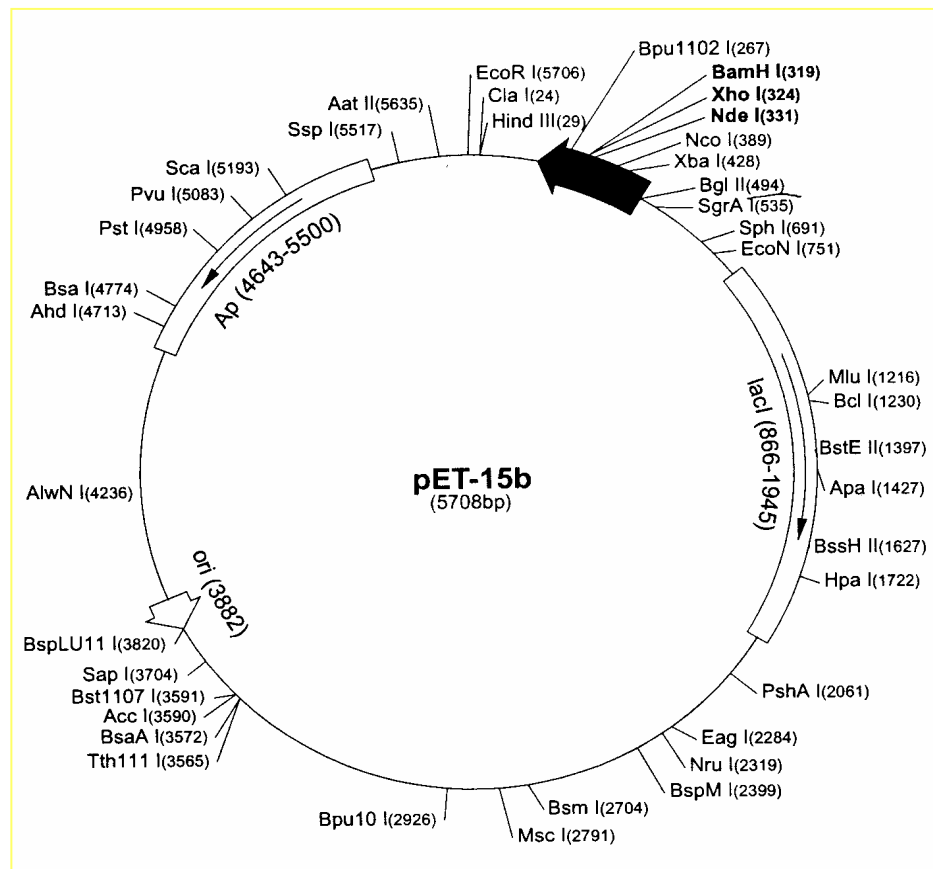 Bpu1102 I(267)
BamH I(319)
Xho I(324)
Nde I(331)
Nco I(389)
Xba I(428)
Bgl II(494)
SgrA I(535)
Sph I(691)
EcoN I(751)
Mlu I(1216)
Bcl I(1230)
BstE II(1397)
Apa I(1427)
BssH II(1627)
Hpa I(1722)
PshA I(2061)
Eag I(2284)
Nru I(2319)
BspM I(2399)
Bsm I(2704)
Msc I(2791)
Bpu10 I(2926)
Tth111 I(3565)
BsaA I(3572)
Acc I(3590)
Bst1107 I(3591)
Sap I(3704)
BspLU11 I(3820)
AlwN I(4236)
Ahd I(4713)
Bsa I(4774)
Pst I(4958)
Pvu I(5083)
Sca I(5193)
Ssp I(5517)
Aat II(5635)
EcoR I(5706)
Cla I(24)
Hind III(29)
Ap (4643-5500)
lacI (866-1945)
ori (3882)
pET-15b
(5708bp)